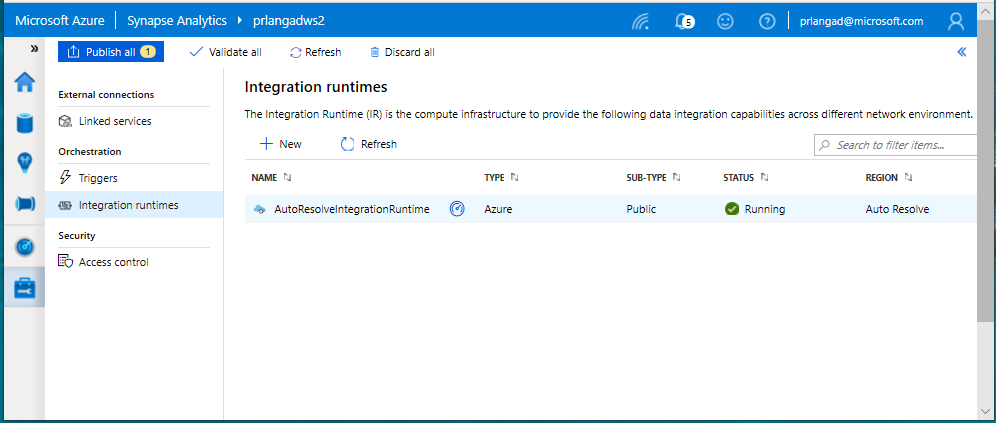 Microsoft Azure Synapse Analytics prlangadws2 5 prlangad@microsoft.com
» Publish all 1 Validate all Refresh Discard all «
External connections
Linked services
Orchestration
Triggers
Integration runtimes
Security
Access control
Integration runtimes
The Integration Runtime (IR) is the compute infrastructure to provide the following data integration capabilities across different network environment.
New Refresh Search to filter items...
NAME TYPE SUB-TYPE STATUS REGION
AutoResolveIntegrationRuntime Azure Public Running Auto Resolve